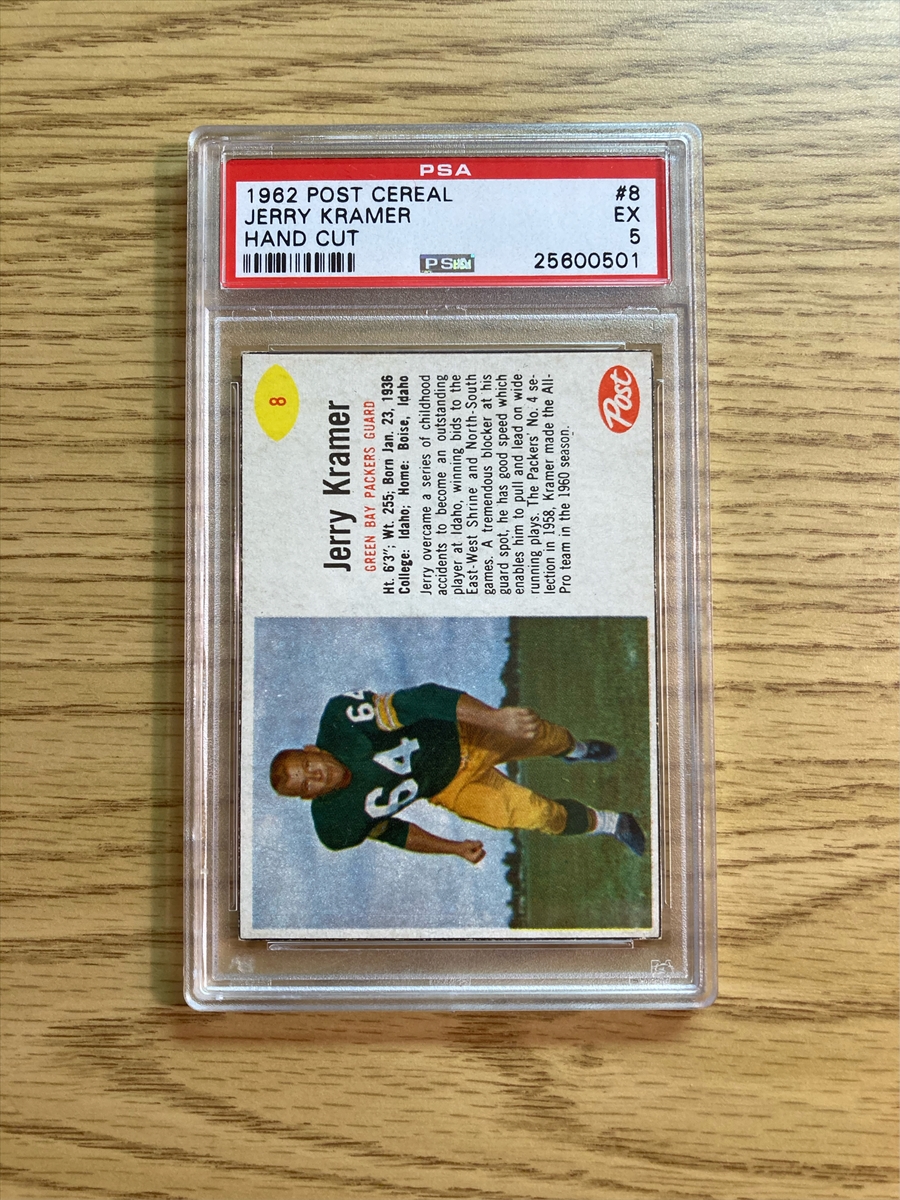 PSA
1962 POST CEREAL #8
JERRY KRAMER EX
HAND CUT 5
PSA 25600501
8
Jerry Kramer
GREEN BAY PACKERS GUARD
Ht. 6'3"; Wt. 255; Born Jan. 23, 1936
College: Idaho; Home: Boise, Idaho
Jerry overcame a series of childhood
accidents to become an outstanding
player at Idaho, winning bids to the
East-West Shrine and North-South
games. A tremendous blocker at his
guard spot, he has good speed which
enables him to pull and lead on wide
running plays. The Packers' No. 4 se-
lection in 1958, Kramer made the All-
Pro team in the 1960 season.
Post
64
64